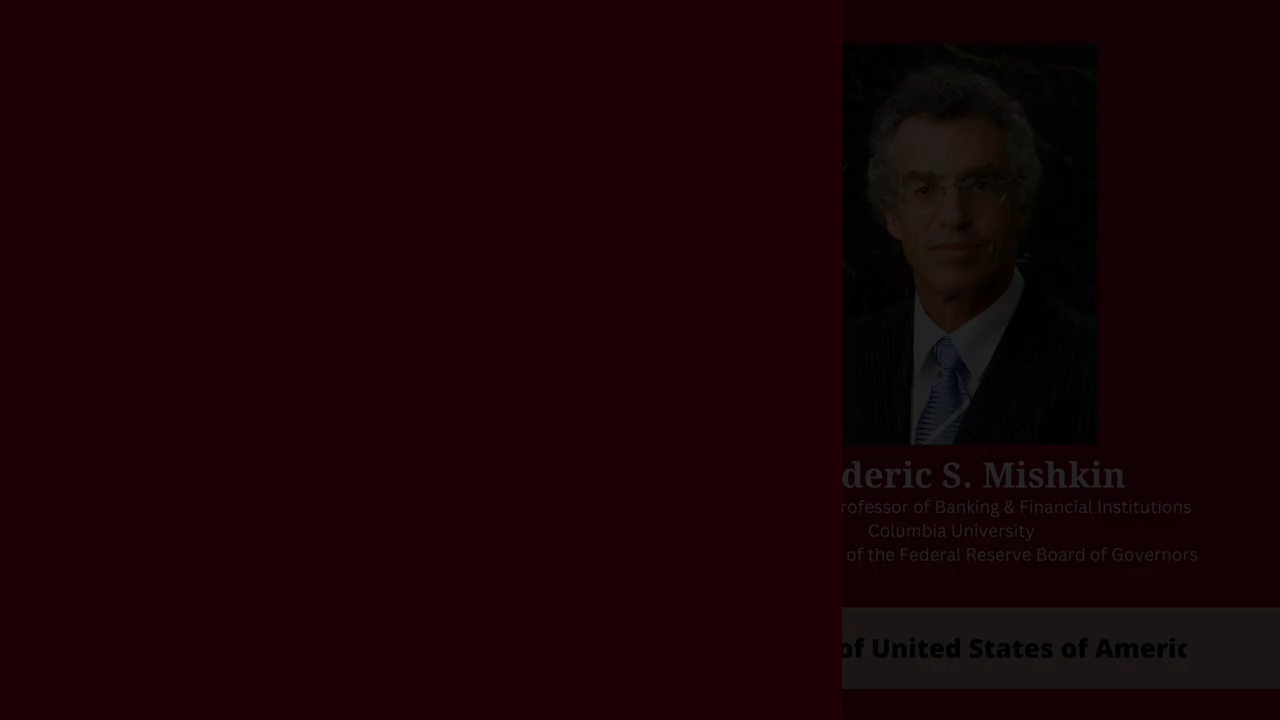 deric S. Mishkin
rofessor of Banking & Financial Institutions
Columbia University
of the Federal Reserve Board of Governors
of United States of Americ